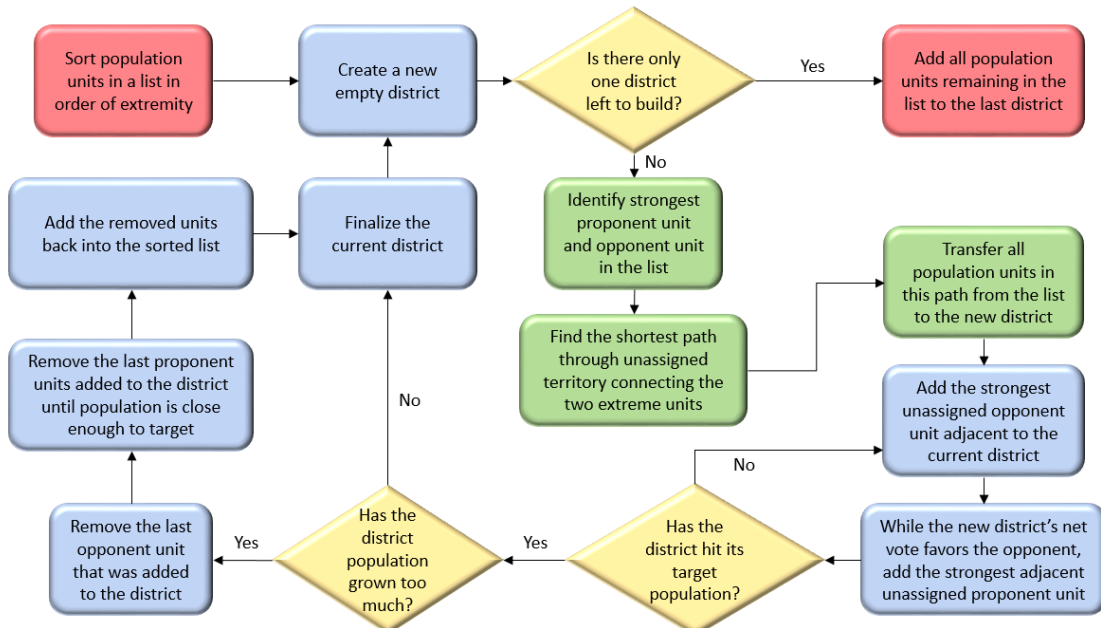 Sort population
units in a list in
order of extremity
Create a new
empty district
Is there only
one district
left to build?
Yes
Add all population
units remaining in the
list to the last district
No
Identify strongest
proponent unit
and opponent unit
in the list
Transfer all
population units in
this path from the list
to the new district
Find the shortest path
through unassigned
territory connecting the
two extreme units
Add the strongest
unassigned opponent
unit adjacent to the
current district
While the new district’s net
vote favors the opponent,
add the strongest adjacent
unassigned proponent unit
Has the
district hit its
target
population?
No
Yes
Has the
district
population
grown too
much?
No
Yes
Remove the last
opponent unit
that was added
to the district
Remove the last proponent
units added to the district
until population is close
enough to target
Add the removed units
back into the sorted list
Finalize the
current district